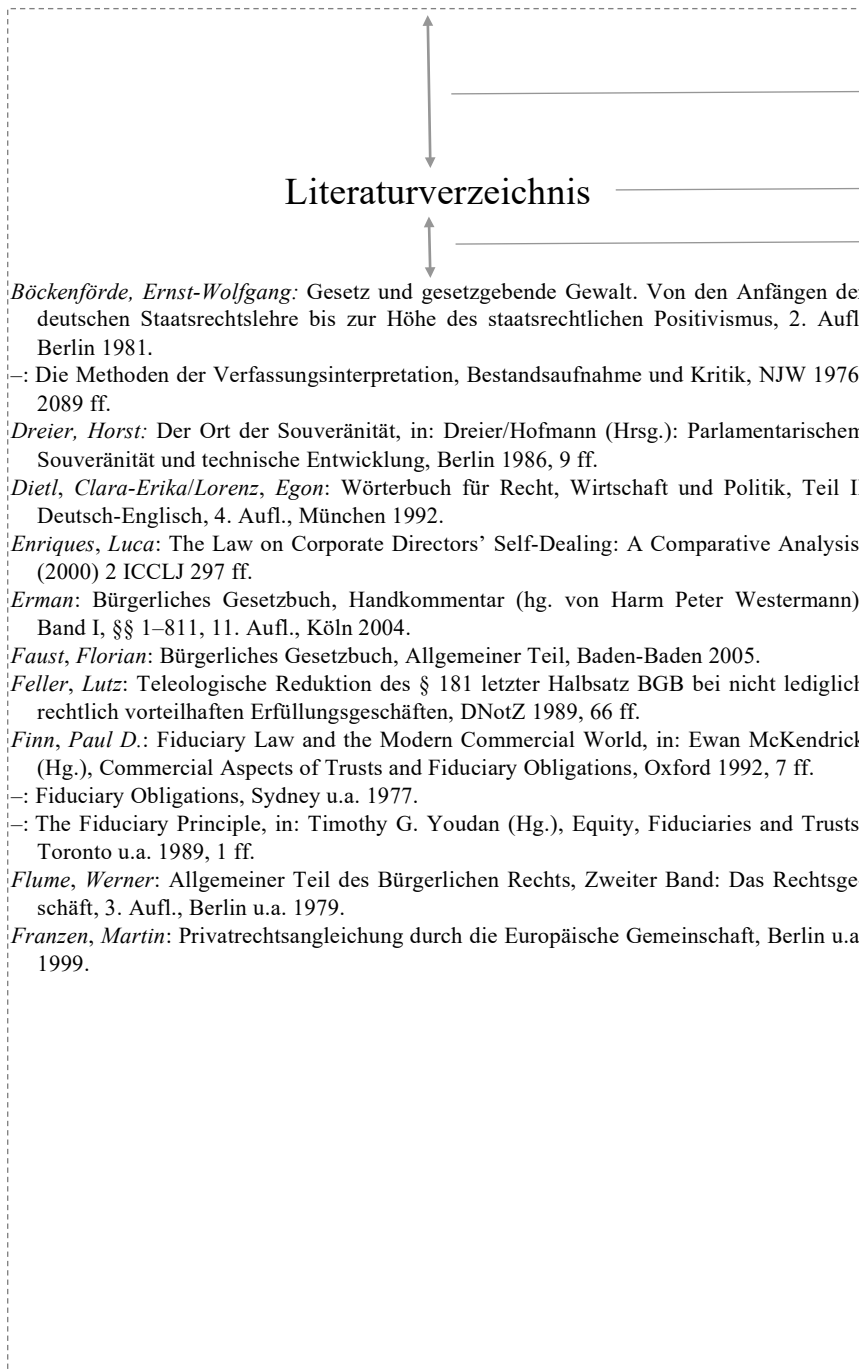 Literaturverzeichnis
Böckenförde, Ernst-Wolfgang: Gesetz und gesetzgebende Gewalt. Von den Anfängen der
deutschen Staatsrechtslehre bis zur Höhe des staatsrechtlichen Positivismus, 2. Aufl
Berlin 1981.
–: Die Methoden der Verfassungsinterpretation, Bestandsaufnahme und Kritik, NJW 1976,
2089 ff.
Dreier, Horst: Der Ort der Souveränität, in: Dreier/Hofmann (Hrsg.): Parlamentarischem
Souveränität und technische Entwicklung, Berlin 1986, 9 ff.
Dietl, Clara-Erika/Lorenz, Egon: Wörterbuch für Recht, Wirtschaft und Politik, Teil II
Deutsch-Englisch, 4. Aufl., München 1992.
Enriques, Luca: The Law on Corporate Directors’ Self-Dealing: A Comparative Analysis,
(2000) 2 ICCLJ 297 ff.
Erman: Bürgerliches Gesetzbuch, Handkommentar (hg. von Harm Peter Westermann),
Band I, §§ 1–811, 11. Aufl., Köln 2004.
Faust, Florian: Bürgerliches Gesetzbuch, Allgemeiner Teil, Baden-Baden 2005.
Feller, Lutz: Teleologische Reduktion des § 181 letzter Halbsatz BGB bei nicht lediglich
rechtlich vorteilhaften Erfüllungsgeschäften, DNotZ 1989, 66 ff.
Finn, Paul D.: Fiduciary Law and the Modern Commercial World, in: Ewan McKendrick
(Hg.), Commercial Aspects of Trusts and Fiduciary Obligations, Oxford 1992, 7 ff.
–: Fiduciary Obligations, Sydney u.a. 1977.
–: The Fiduciary Principle, in: Timothy G. Youdan (Hg.), Equity, Fiduciaries and Trusts,
Toronto u.a. 1989, 1 ff.
Flume, Werner: Allgemeiner Teil des Bürgerlichen Rechts, Zweiter Band: Das Rechtsge-
schäft, 3. Aufl., Berlin u.a. 1979.
Franzen, Martin: Privatrechtsangleichung durch die Europäische Gemeinschaft, Berlin u.a
1999.